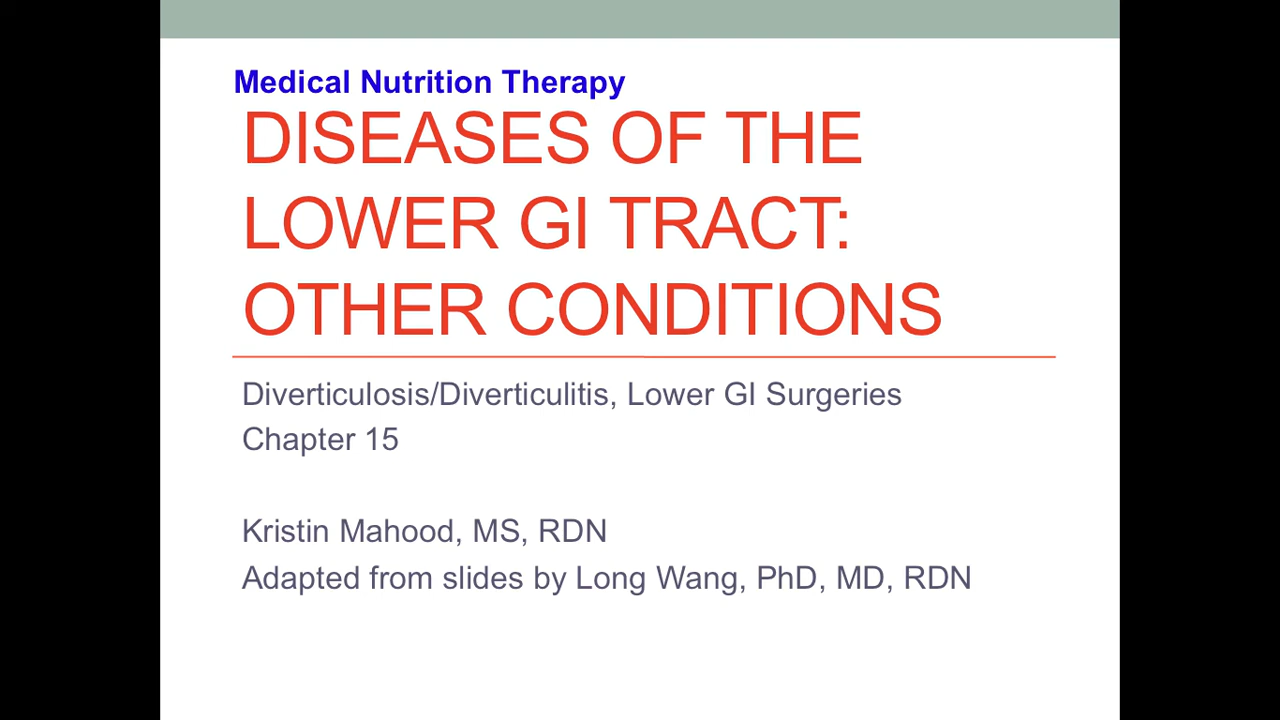 Medical Nutrition Therapy
DISEASES OF THE
LOWER GI TRACT:
OTHER CONDITIONS
Diverticulosis/Diverticulitis, Lower GI Surgeries
Chapter 15
Kristin Mahood, MS, RDN
Adapted from slides by Long Wang, PhD, MD, RDN